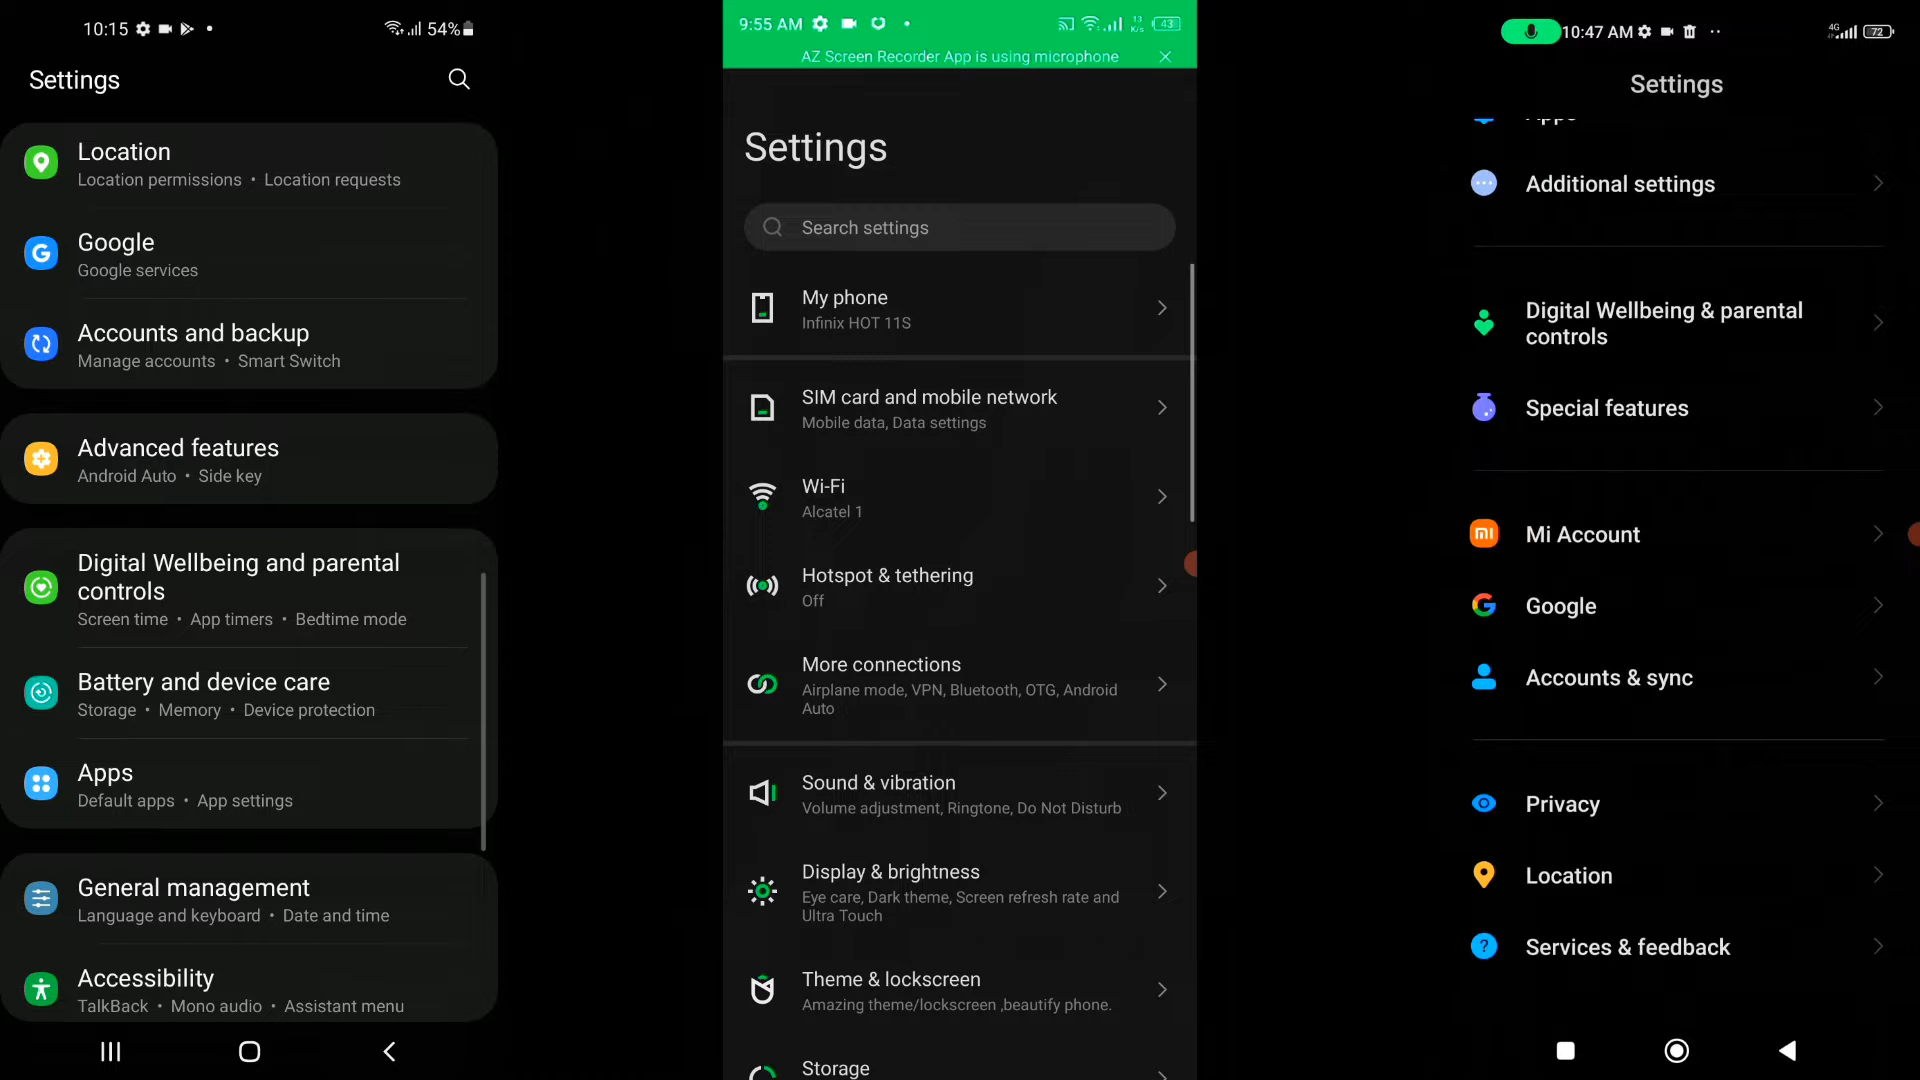 10:15
54%
Settings
Location
Location permissions • Location requests
Google
Google services
Accounts and backup
Manage accounts • Smart Switch
Advanced features
Android Auto • Side key
Digital Wellbeing and parental
controls
Screen time • App timers • Bedtime mode
Battery and device care
Storage • Memory • Device protection
Apps
Default apps • App settings
General management
Language and keyboard • Date and time
Accessibility
TalkBack • Mono audio • Assistant menu
9:55 AM
13
K/s
43
AZ Screen Recorder App is using microphone
Settings
Search settings
My phone
Infinix HOT 11S
SIM card and mobile network
Mobile data, Data settings
Wi-Fi
Alcatel 1
Hotspot & tethering
Off
More connections
Airplane mode, VPN, Bluetooth, OTG, Android
Auto
Sound & vibration
Volume adjustment, Ringtone, Do Not Disturb
Display & brightness
Eye care, Dark theme, Screen refresh rate and
Ultra Touch
Theme & lockscreen
Amazing theme/lockscreen ,beautify phone.
Storage
10:47 AM
4G
72
Settings
Apps
Additional settings
Digital Wellbeing & parental
controls
Special features
Mi Account
Google
Accounts & sync
Privacy
Location
Services & feedback